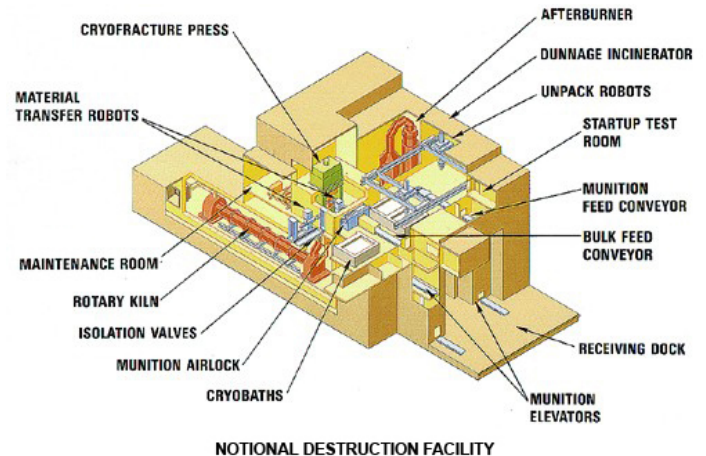 AFTERBURNER
CRYOFRACTURE PRESS
DUNNAGE INCINERATOR
UNPACK ROBOTS
MATERIAL
TRANSFER ROBOTS
STARTUP TEST
ROOM
MUNITION
FEED CONVEYOR
BULK FEED
CONVEYOR
MAINTENANCE ROOM
ROTARY KILN
ISOLATION VALVES
MUNITION AIRLOCK
CRYOBATHS
RECEIVING DOCK
MUNITION
ELEVATORS
NOTIONAL DESTRUCTION FACILITY